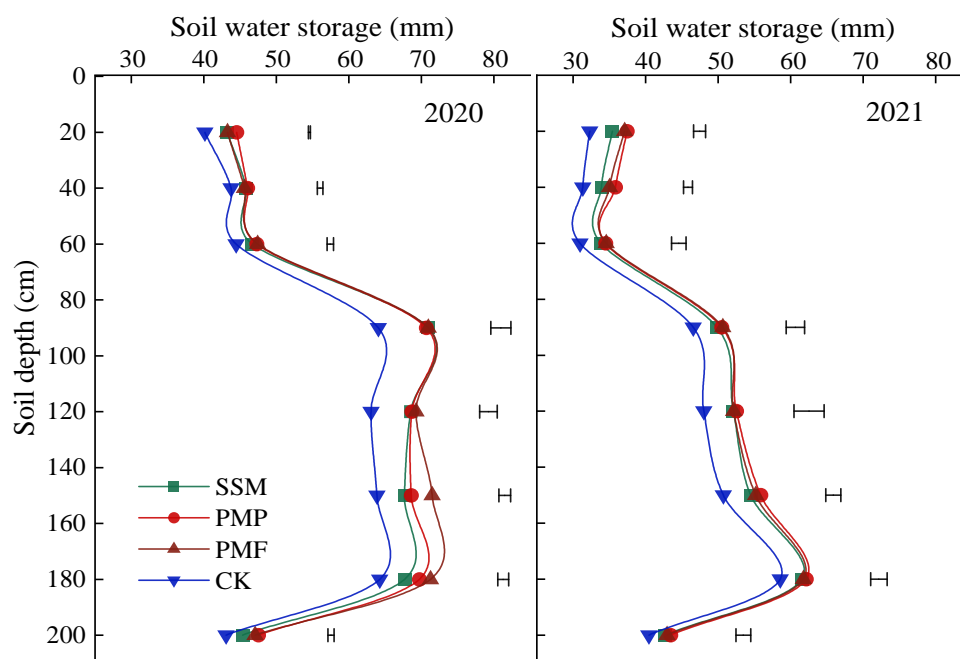 Soil water storage (mm) Soil water storage (mm)
30 40 50 60 70 80 30 40 50 60 70 80
0
20
40
60
80
100
120
140
160
180
200
Soil depth (cm)
2020
2021
SSM
PMP
PMF
CK